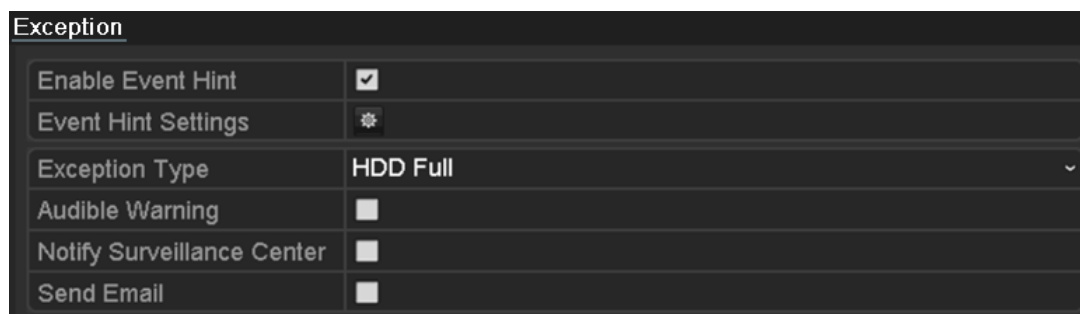 Exception
Enable Event Hint
Event Hint Settings
Exception Type HDD Full
Audible Warning
Notify Surveillance Center
Send Email